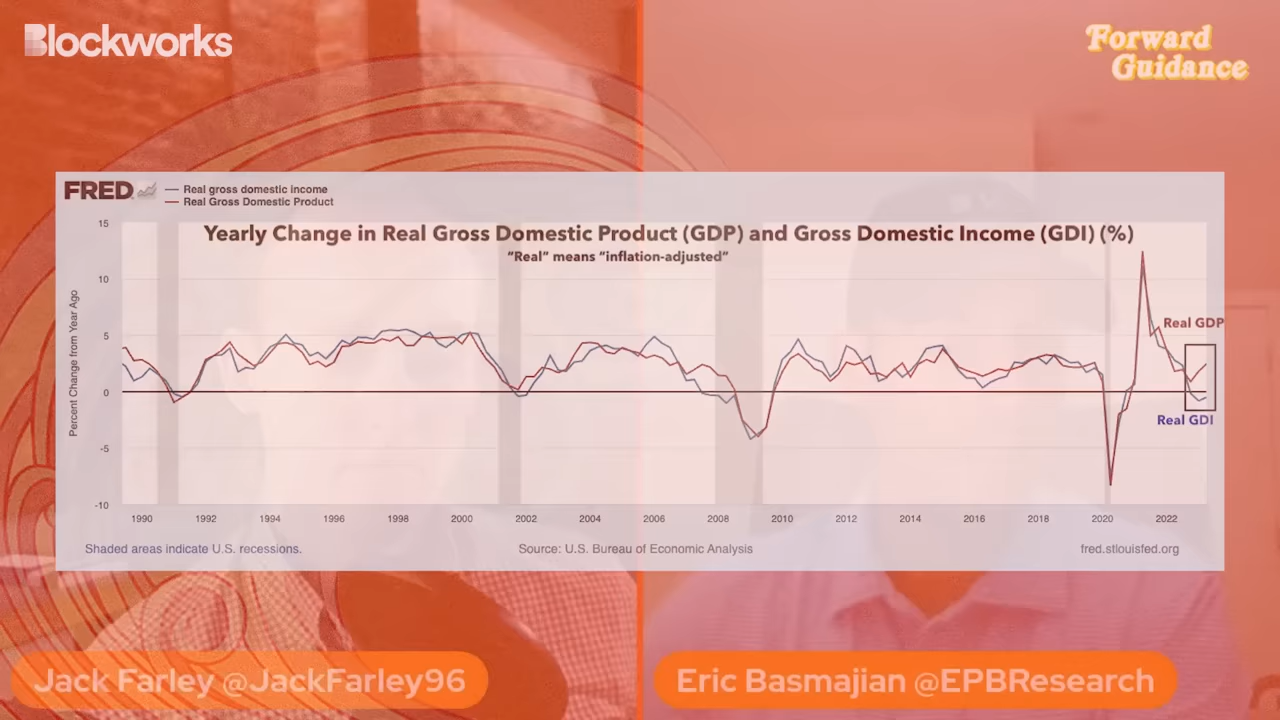 Blockworks
Forward
Guidance
FRED
Real gross domestic income
Real Gross Domestic Product
Yearly Change in Real Gross Domestic Product (GDP) and Gross Domestic Income (GDI) (%)
“Real” means “inflation-adjusted”
Percent Change from Year Ago
15
10
5
0
-5
-10
Real GDP
Real GDI
1990 1992 1994 1996 1998 2000 2002 2004 2006 2008 2010 2012 2014 2016 2018 2020 2022
Shaded areas indicate U.S. recessions. Source: U.S. Bureau of Economic Analysis fred.stlouisfed.org
Jack Farley @JackFarley96
Eric Basmajian @EPBResearch